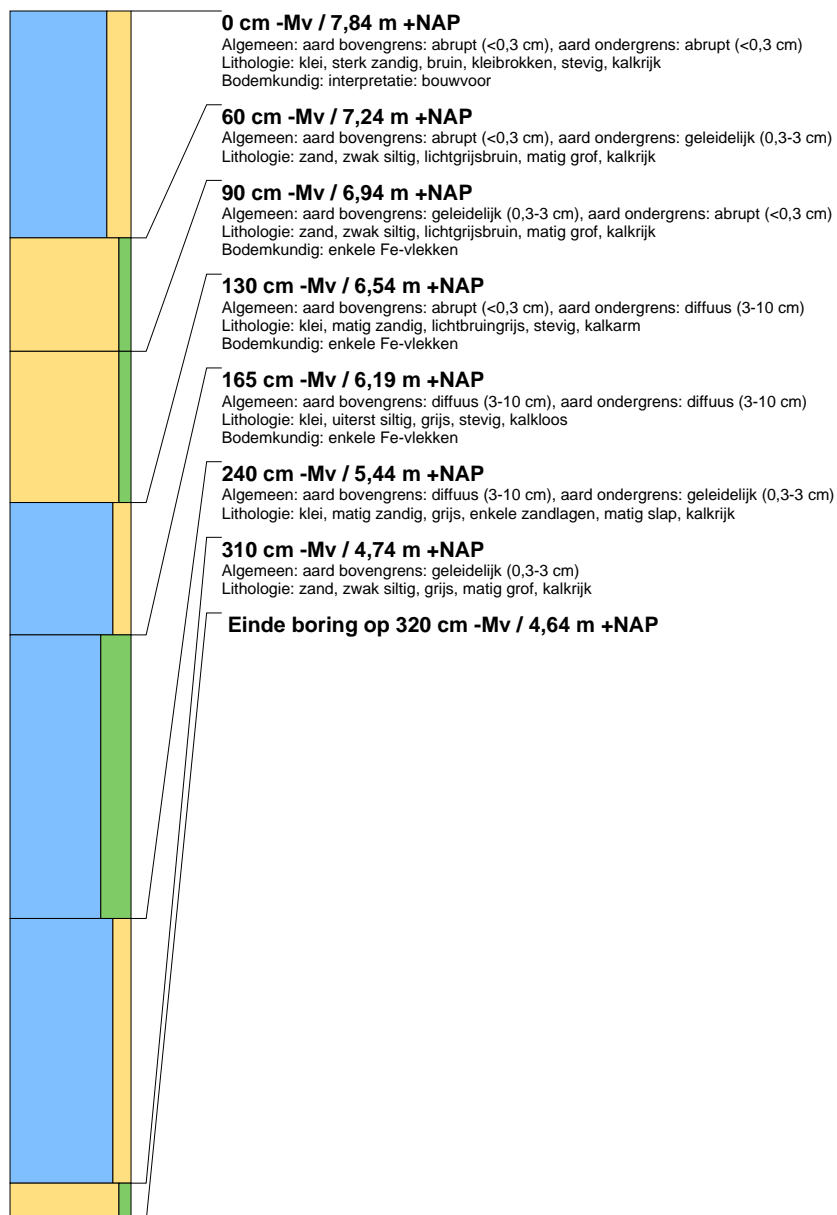 0 cm -Mv / 7,84 m +NAP
Algemeen: aard bovengrens: abrupt (<0,3 cm), aard ondergrens: abrupt (<0,3 cm)
Lithologie: klei, sterk zandig, bruin, kleibrokken, stevig, kalkrijk
Bodemkundig: interpretatie: bouwvoor
60 cm -Mv / 7,24 m +NAP
Algemeen: aard bovengrens: abrupt (<0,3 cm), aard ondergrens: geleidelijk (0,3-3 cm)
Lithologie: zand, zwak siltig, lichtgrijsbruin, matig grof, kalkrijk
90 cm -Mv / 6,94 m +NAP
Algemeen: aard bovengrens: geleidelijk (0,3-3 cm), aard ondergrens: abrupt (<0,3 cm)
Lithologie: zand, zwak siltig, lichtgrijsbruin, matig grof, kalkrijk
Bodemkundig: enkele Fe-vlekken
130 cm -Mv / 6,54 m +NAP
Algemeen: aard bovengrens: abrupt (<0,3 cm), aard ondergrens: diffuus (3-10 cm)
Lithologie: klei, matig zandig, lichtbruingrijs, stevig, kalkarm
Bodemkundig: enkele Fe-vlekken
165 cm -Mv / 6,19 m +NAP
Algemeen: aard bovengrens: diffuus (3-10 cm), aard ondergrens: diffuus (3-10 cm)
Lithologie: klei, uiterst siltig, grijs, stevig, kalkloos
Bodemkundig: enkele Fe-vlekken
240 cm -Mv / 5,44 m +NAP
Algemeen: aard bovengrens: diffuus (3-10 cm), aard ondergrens: geleidelijk (0,3-3 cm)
Lithologie: klei, matig zandig, grijs, enkele zandlagen, matig slap, kalkrijk
310 cm -Mv / 4,74 m +NAP
Algemeen: aard bovengrens: geleidelijk (0,3-3 cm)
Lithologie: zand, zwak siltig, grijs, matig grof, kalkrijk
Einde boring op 320 cm -Mv / 4,64 m +NAP